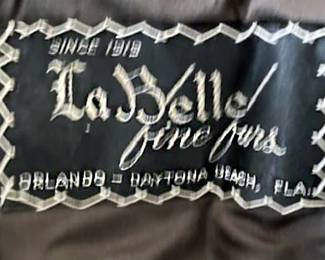 SINCE 1919
LaBelle
fine furs
ORLANDO - DAYTONA BEACH, FLA.